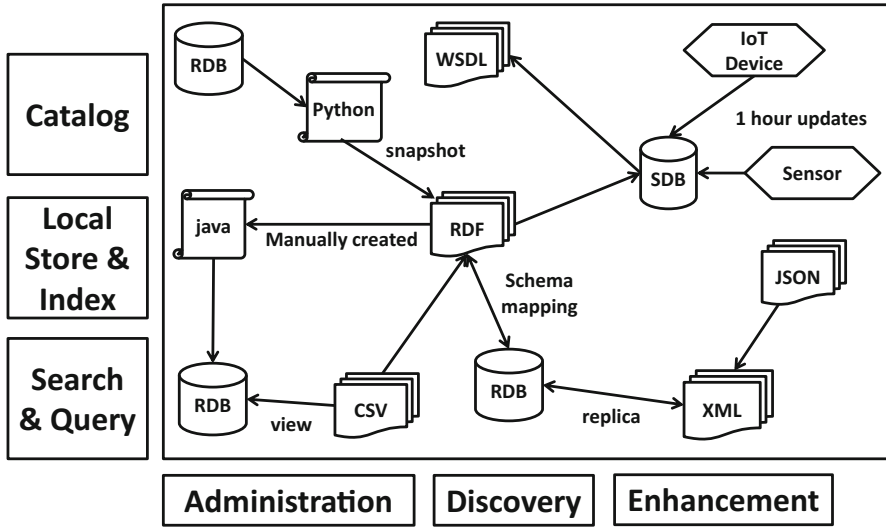 Catalog
Local
Store &
Index
Search
& Query
RDB
Python
WSDL
IoT
Device
1 hour updates
snapshot
SDB
Sensor
java
Manually created
RDF
Schema
mapping
JSON
RDB
view
CSV
RDB
replica
XML
Administration
Discovery
Enhancement